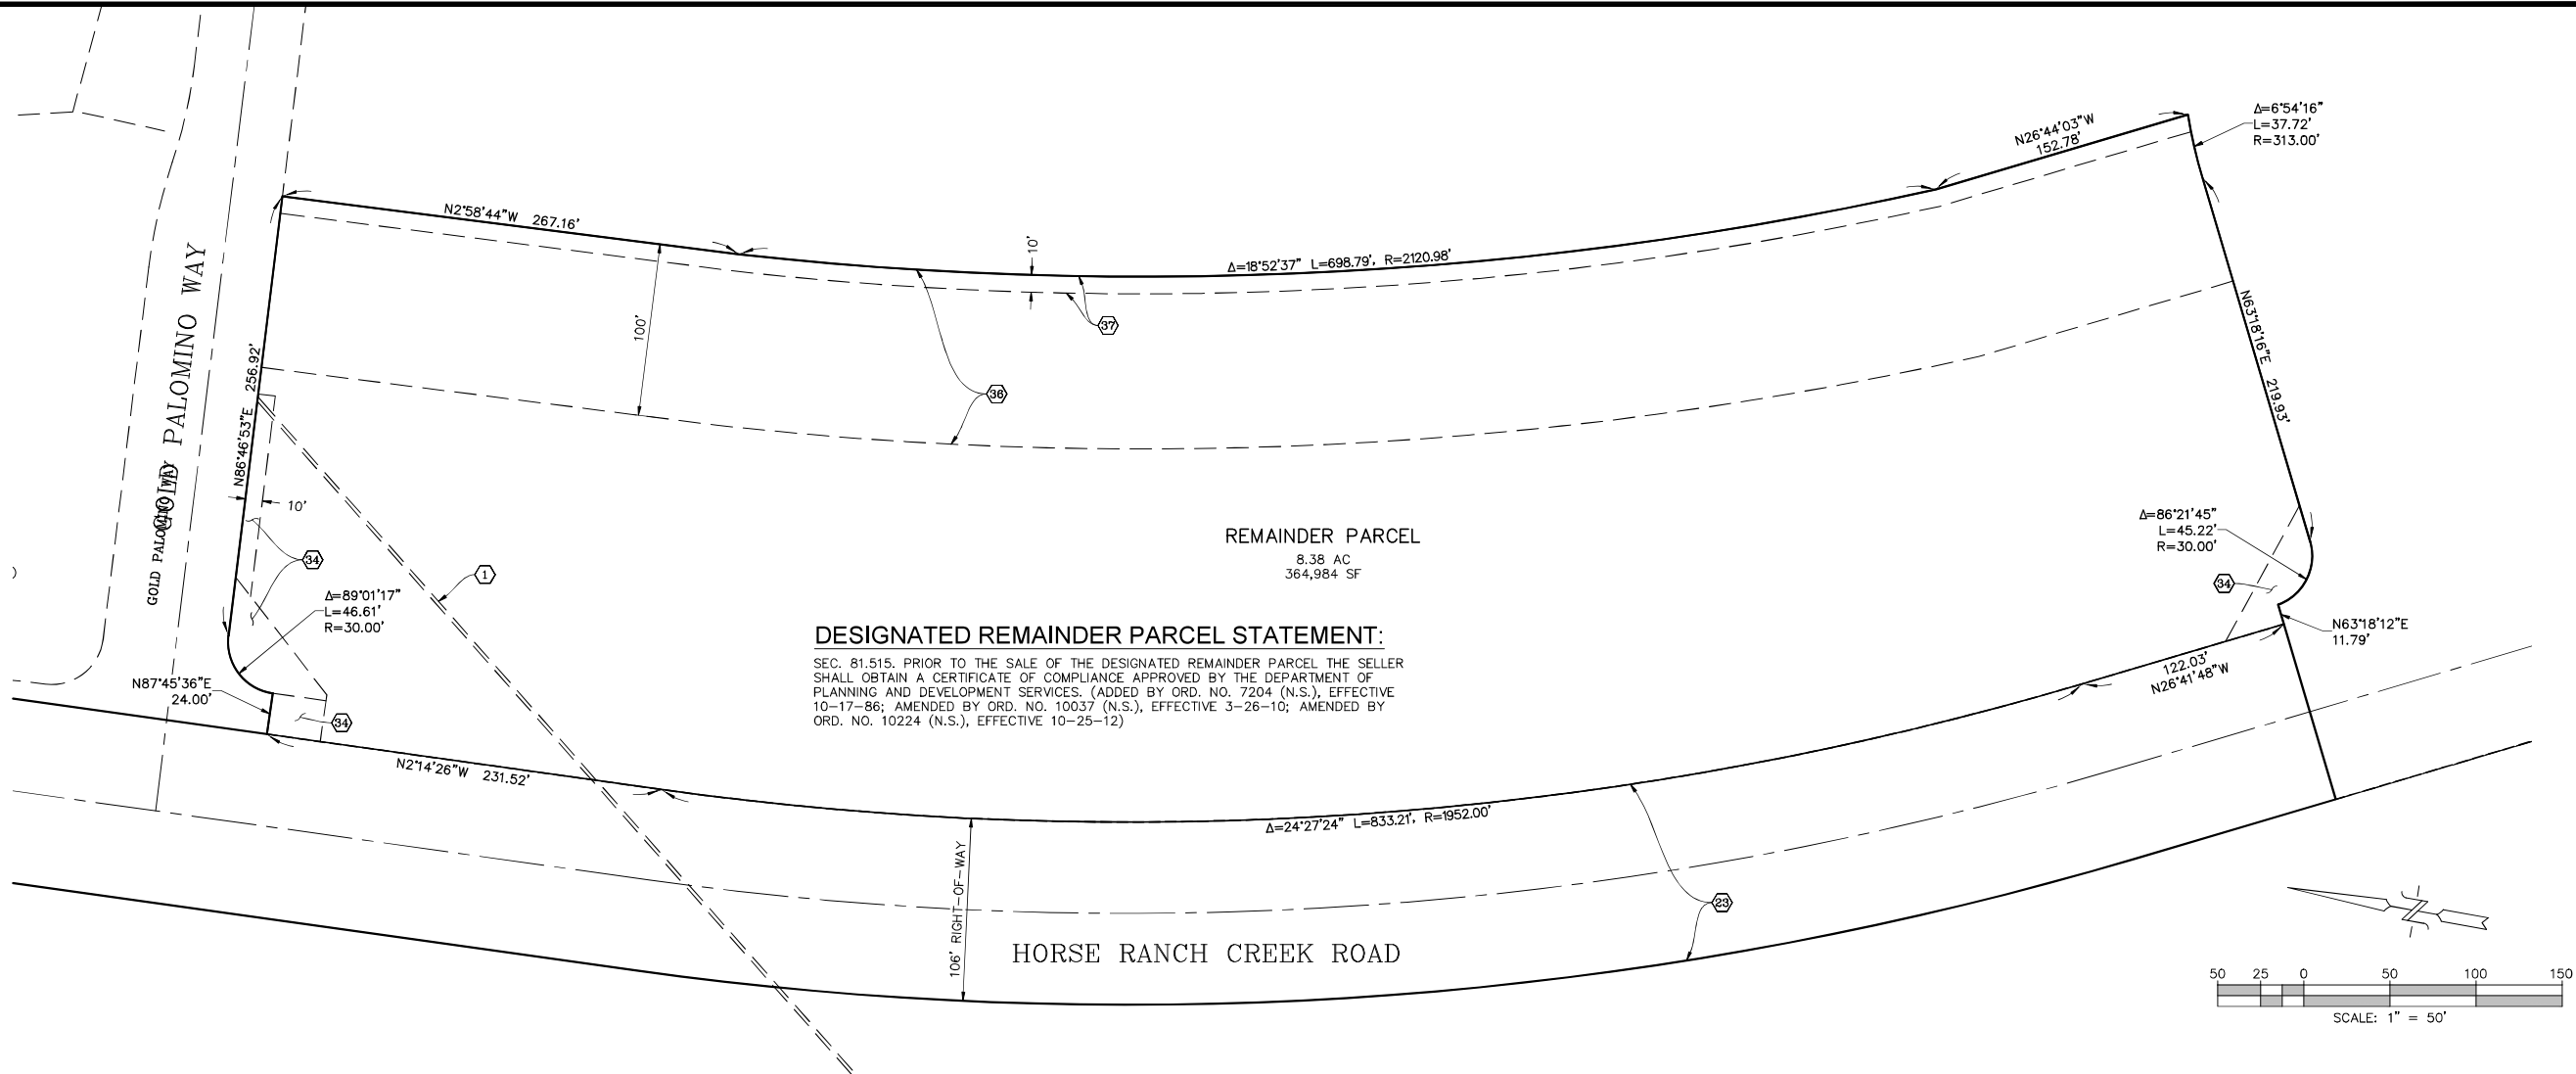 Δ=6°54'16"
L=37.72'
R=313.00'
N26°44'03"W
152.78'
N2°58'44"W 267.16'
10'
Δ=18°52'37" L=698.79', R=2120.98'
37
100'
36
N63°18'16"E 219.93'
N86°46'53"E 256.92'
GOLD PALOMINO WAY
GOLD PALOMINO WAY
10'
34
1
REMAINDER PARCEL
8.38 AC
364,984 SF
Δ=86°21'45"
L=45.22'
R=30.00'
34
Δ=89°01'17"
L=46.61'
R=30.00'
DESIGNATED REMAINDER PARCEL STATEMENT:
SEC. 81.515. PRIOR TO THE SALE OF THE DESIGNATED REMAINDER PARCEL THE SELLER
SHALL OBTAIN A CERTIFICATE OF COMPLIANCE APPROVED BY THE DEPARTMENT OF
PLANNING AND DEVELOPMENT SERVICES. (ADDED BY ORD. NO. 7204 (N.S.), EFFECTIVE
10-17-86; AMENDED BY ORD. NO. 10037 (N.S.), EFFECTIVE 3-26-10; AMENDED BY
ORD. NO. 10224 (N.S.), EFFECTIVE 10-25-12)
N63°18'12"E
11.79'
N87°45'36"E
24.00'
34
122.03'
N26°41'48"W
N2°14'26"W 231.52'
Δ=24°27'24" L=833.21', R=1952.00'
106' RIGHT-OF-WAY
23
HORSE RANCH CREEK ROAD
50 25 0 50 100 150
SCALE: 1" = 50'